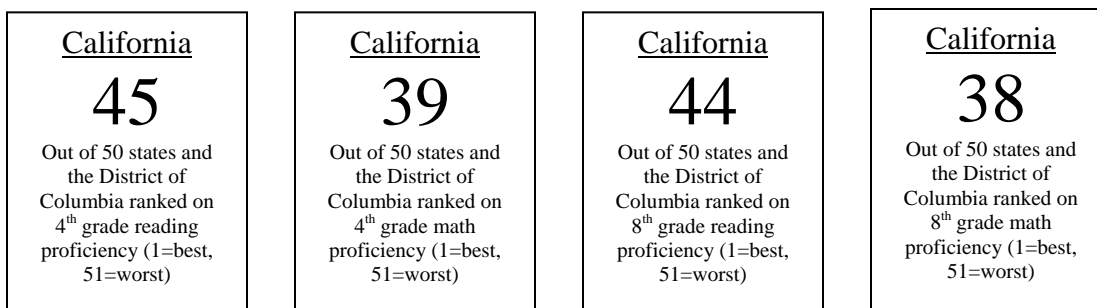 California
45
Out of 50 states and
the District of
Columbia ranked on
4th grade reading
proficiency (1=best,
51=worst)
California
39
Out of 50 states and
the District of
Columbia ranked on
4th grade math
proficiency (1=best,
51=worst)
California
44
Out of 50 states and
the District of
Columbia ranked on
8th grade reading
proficiency (1=best,
51=worst)
California
38
Out of 50 states and
the District of
Columbia ranked on
8th grade math
proficiency (1=best,
51=worst)